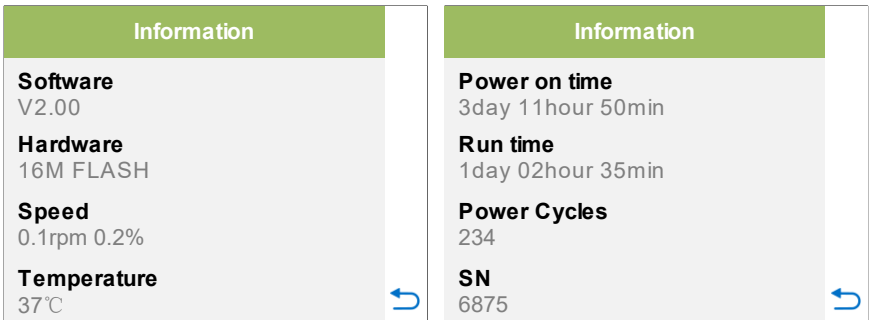 Information
Software
V2.00
Hardware
16M FLASH
Speed
0.1rpm 0.2%
Temperature
37℃
Information
Power on time
3day 11hour 50min
Run time
1day 02hour 35min
Power Cycles
234
SN
6875